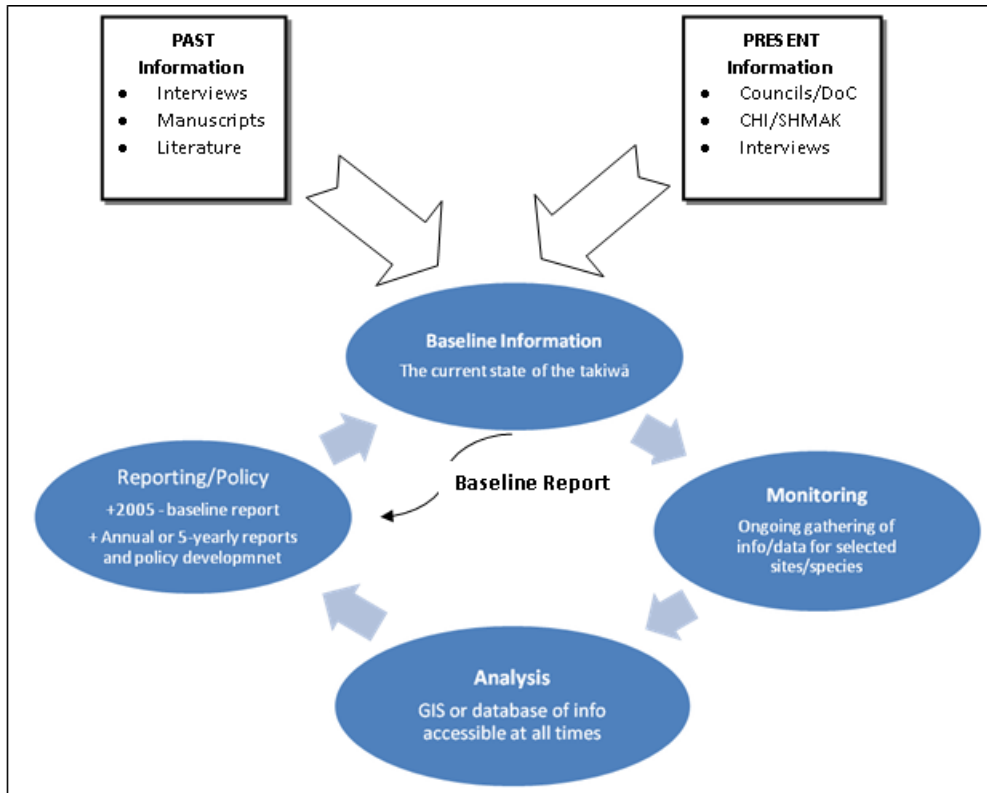 PAST
Information
● Interviews
● Manuscripts
● Literature
PRESENT
Information
● Councils/DoC
● CHI/SHMAK
● Interviews
Baseline Information
The current state of the takiwā
Baseline Report
Reporting/Policy
+2005 - baseline report
+ Annual or 5-yearly reports
and policy developmnet
Monitoring
Ongoing gathering of
info/data for selected
sites/species
Analysis
GIS or database of info
accessible at all times